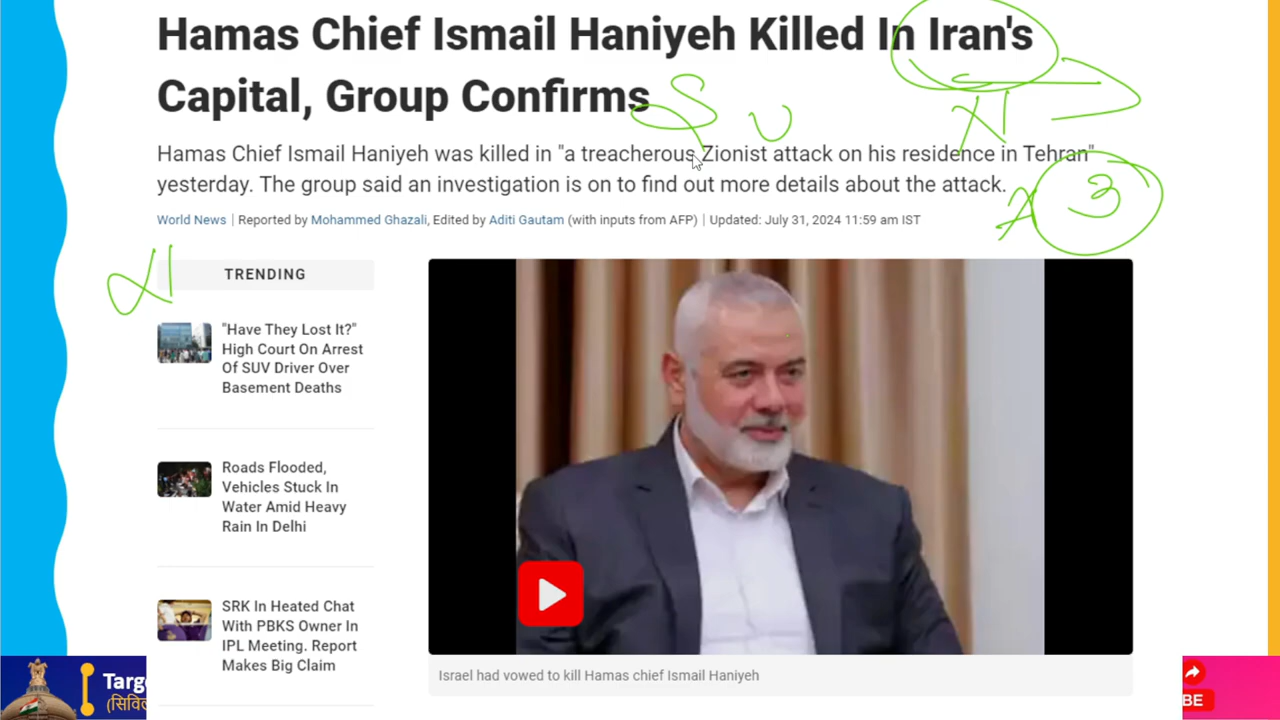 Hamas Chief Ismail Haniyeh Killed In Iran's
Capital, Group Confirms
Hamas Chief Ismail Haniyeh was killed in "a treacherous Zionist attack on his residence in Tehran"
yesterday. The group said an investigation is on to find out more details about the attack.
World News | Reported by Mohammed Ghazali, Edited by Aditi Gautam (with inputs from AFP) | Updated: July 31, 2024 11:59 am IST
3
TRENDING
"Have They Lost It?"
High Court On Arrest
Of SUV Driver Over
Basement Deaths
Roads Flooded,
Vehicles Stuck In
Water Amid Heavy
Rain In Delhi
SRK In Heated Chat
With PBKS Owner In
IPL Meeting. Report
Makes Big Claim
Israel had vowed to kill Hamas chief Ismail Haniyeh
Targe
(सिविल
BE